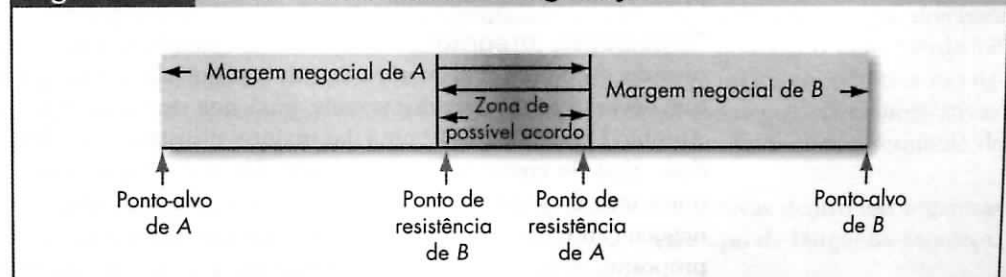 Margem negocial de A
Margem negocial de B
Zona de
possível acordo
Ponto-alvo
de A
Ponto de
resistência
de B
Ponto de
resistência
de A
Ponto-alvo
de B